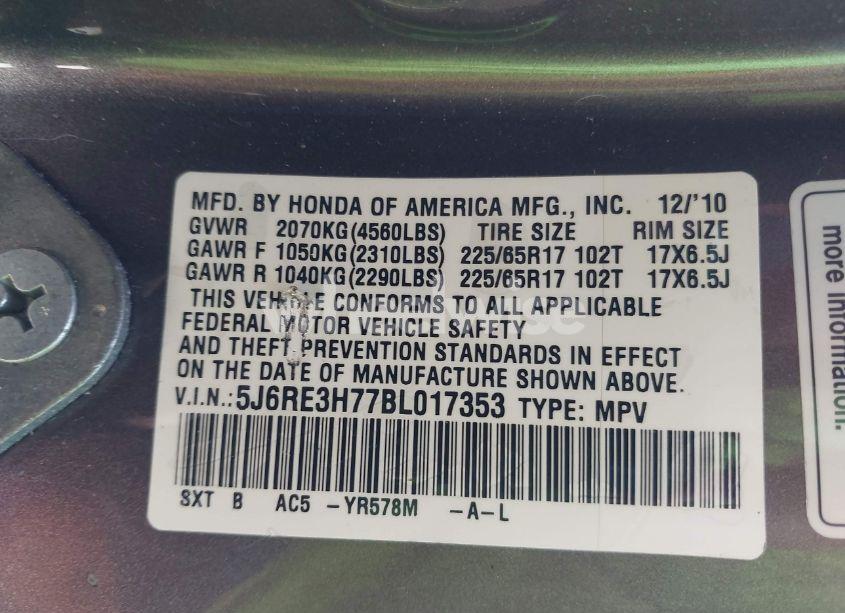 MFD. BY HONDA OF AMERICA MFG., INC. 12/'10
GVWR 2070KG(4560LBS) TIRE SIZE RIM SIZE
GAWR F 1050KG(2310LBS) 225/65R17 102T 17X6.5J
GAWR R 1040KG(2290LBS) 225/65R17 102T 17X6.5J
THIS VEHICLE CONFORMS TO ALL APPLICABLE
FEDERAL MOTOR VEHICLE SAFETY
AND THEFT PREVENTION STANDARDS IN EFFECT
ON THE DATE OF MANUFACTURE SHOWN ABOVE.
V.I.N.: 5J6RE3H77BL017353 TYPE: MPV
SXT B AC5 -YR578M -A-L
more information.